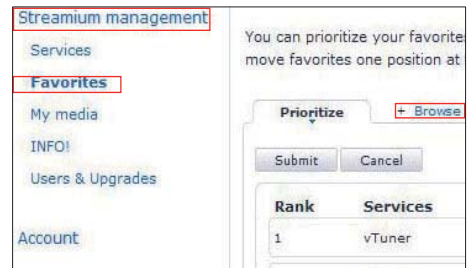 Streamium management
Services
Favorites
My media
INFO!
Users & Upgrades
Account
You can prioritize your favorites
move favorites one position at
Prioritize
+ Browse
Submit Cancel
Rank Services
1 vTuner